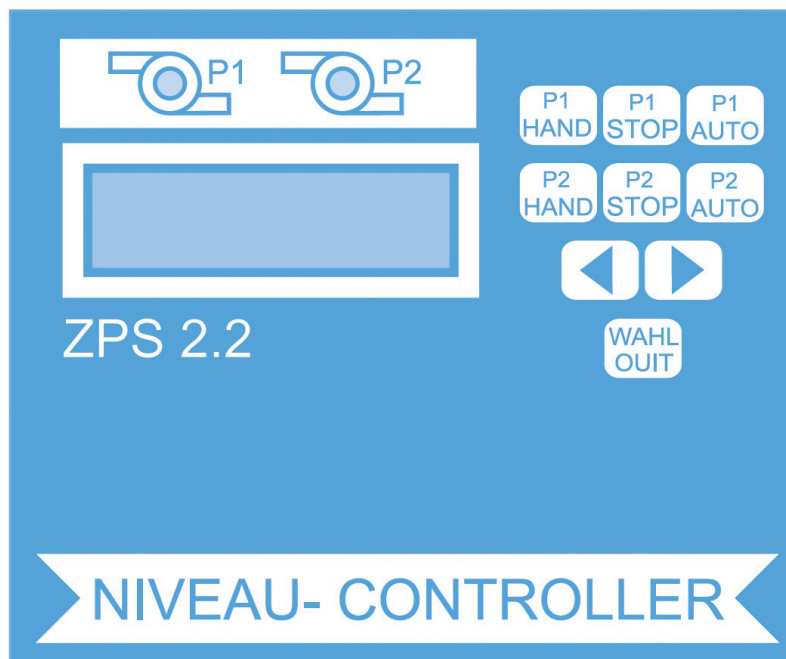 P1 P2
P1 P1 P1
HAND STOP AUTO
P2 P2 P2
HAND STOP AUTO
ZPS 2.2
WAHL
OUIT
NIVEAU- CONTROLLER